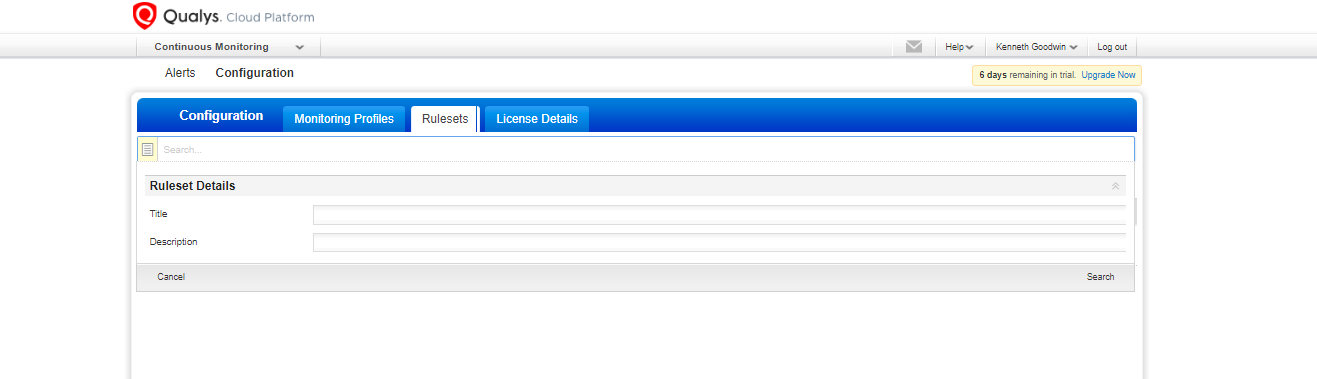 Qualys. Cloud Platform
Continuous Monitoring Help Kenneth Goodwin Log out
Alerts Configuration 6 days remaining in trial. Upgrade Now
Configuration Monitoring Profiles Rulesets License Details
Search...
Ruleset Details
Title
Description
Cancel Search